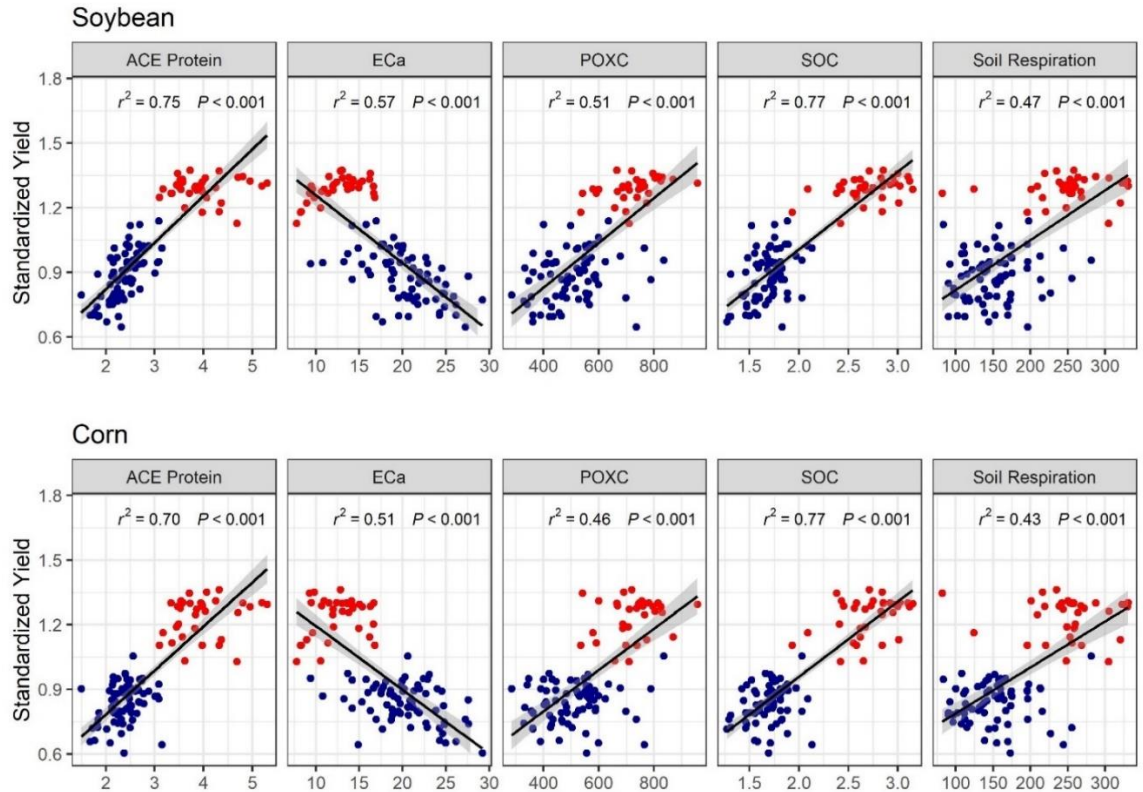 Soybean
ACE Protein ECa POXC SOC Soil Respiration
r² = 0.75 P < 0.001 r² = 0.57 P < 0.001 r² = 0.51 P < 0.001 r² = 0.77 P < 0.001 r² = 0.47 P < 0.001
Standardized Yield
1.8
1.5
1.2
0.9
0.6
2 3 4 5 10 15 20 25 30 400 600 800 1.5 2.0 2.5 3.0 100 150 200 250 300
Corn
ACE Protein ECa POXC SOC Soil Respiration
r² = 0.70 P < 0.001 r² = 0.51 P < 0.001 r² = 0.46 P < 0.001 r² = 0.77 P < 0.001 r² = 0.43 P < 0.001
Standardized Yield
1.8
1.5
1.2
0.9
0.6
2 3 4 5 10 15 20 25 30 400 600 800 1.5 2.0 2.5 3.0 100 150 200 250 300